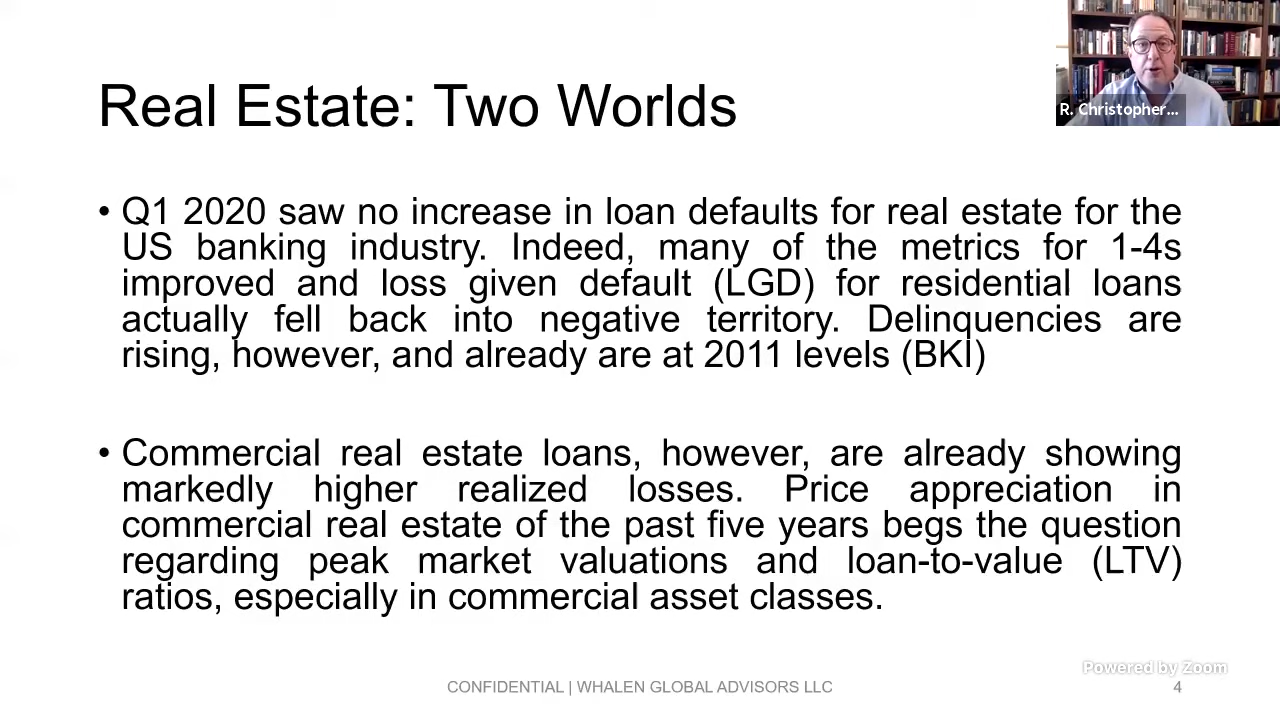 R. Christopher...
Real Estate: Two Worlds
• Q1 2020 saw no increase in loan defaults for real estate for the
US banking industry. Indeed, many of the metrics for 1-4s
improved and loss given default (LGD) for residential loans
actually fell back into negative territory. Delinquencies are
rising, however, and already are at 2011 levels (BKI)
• Commercial real estate loans, however, are already showing
markedly higher realized losses. Price appreciation in
commercial real estate of the past five years begs the question
regarding peak market valuations and loan-to-value (LTV)
ratios, especially in commercial asset classes.
Powered by Zoom
CONFIDENTIAL | WHALEN GLOBAL ADVISORS LLC
4